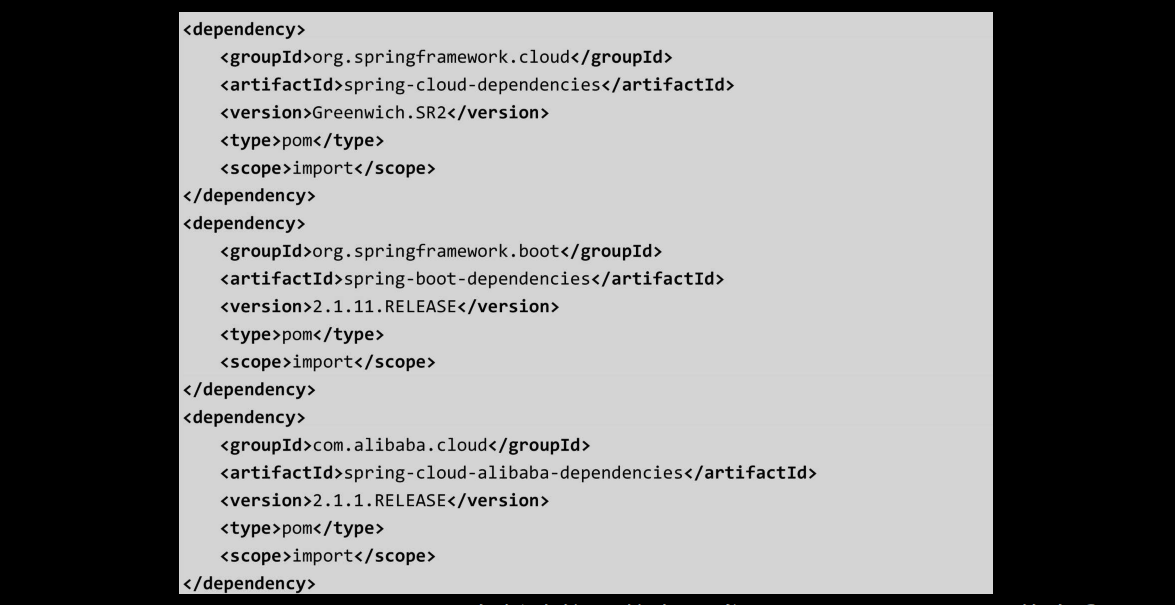 <dependency>
<groupId>org.springframework.cloud</groupId>
<artifactId>spring-cloud-dependencies</artifactId>
<version>Greenwich.SR2</version>
<type>pom</type>
<scope>import</scope>
</dependency>
<dependency>
<groupId>org.springframework.boot</groupId>
<artifactId>spring-boot-dependencies</artifactId>
<version>2.1.11.RELEASE</version>
<type>pom</type>
<scope>import</scope>
</dependency>
<dependency>
<groupId>com.alibaba.cloud</groupId>
<artifactId>spring-cloud-alibaba-dependencies</artifactId>
<version>2.1.1.RELEASE</version>
<type>pom</type>
<scope>import</scope>
</dependency>